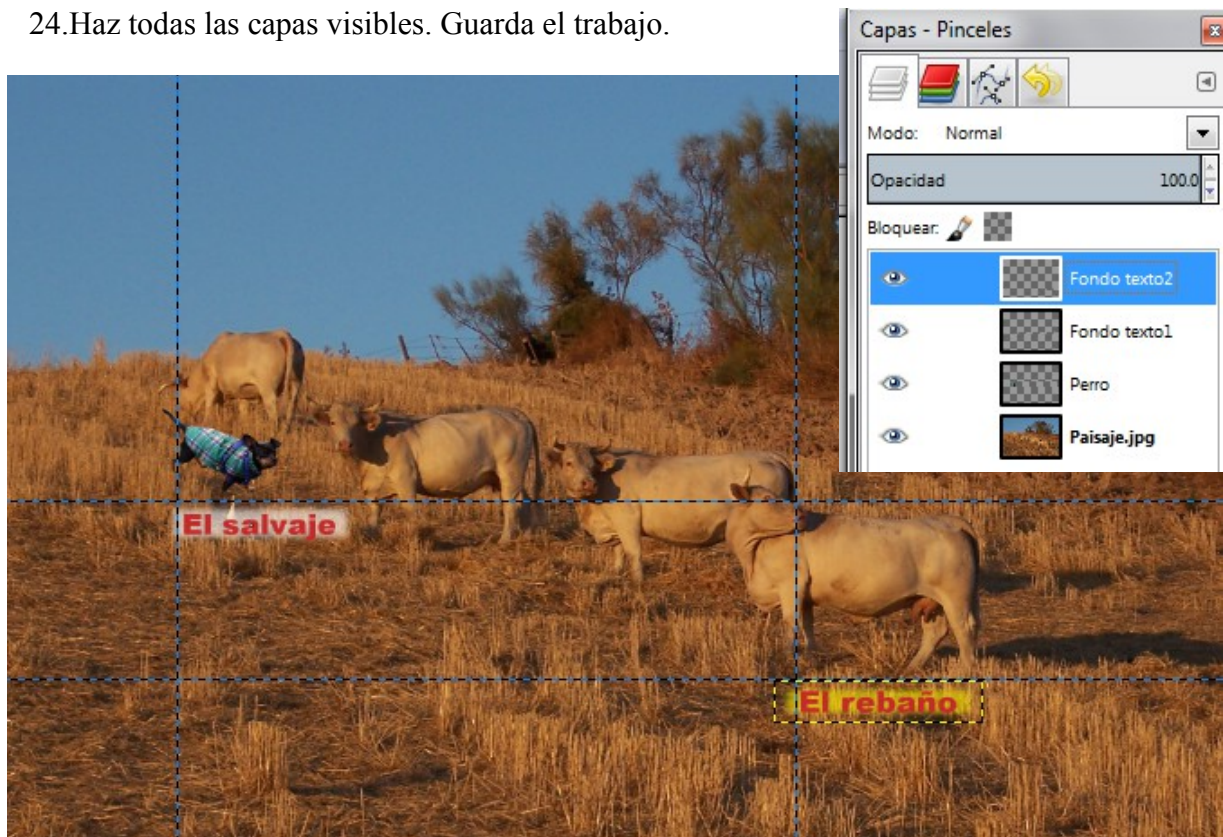 24.Haz todas las capas visibles. Guarda el trabajo.
Capas - Pinceles
Modo: Normal
Opacidad 100.0
Bloquear:
Fondo texto2
Fondo texto1
Perro
Paisaje.jpg
El salvaje
El rebaño